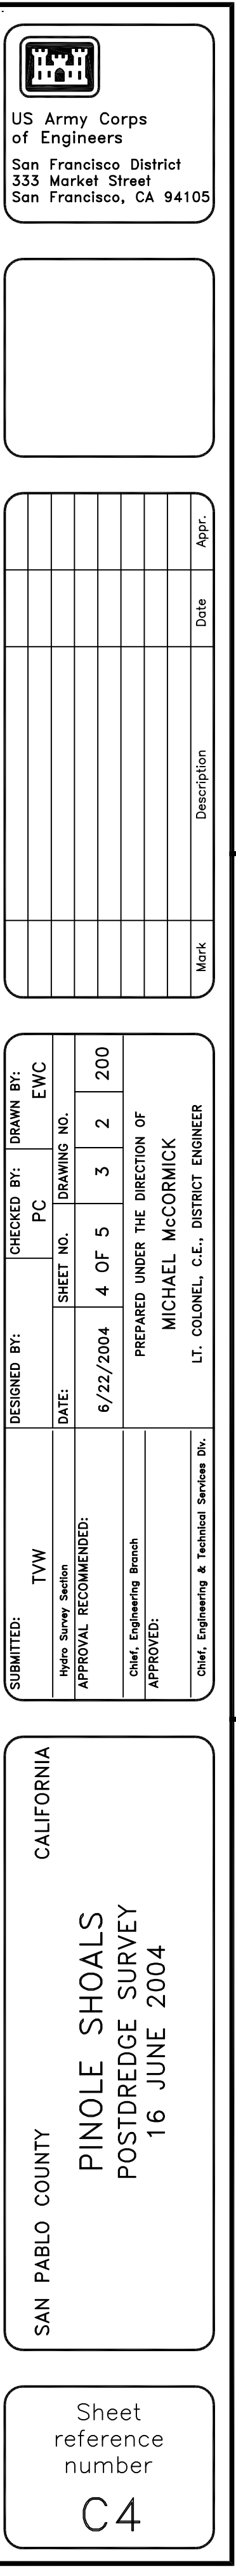 US Army Corps
of Engineers
San Francisco District
333 Market Street
San Francisco, CA 94105
Mark Description Date Appr.
SUBMITTED:
TVW
Hydro Survey Section
APPROVAL RECOMMENDED:
Chief, Engineering Branch
APPROVED:
Chief, Engineering & Technical Services Div.
DESIGNED BY:
CHECKED BY:
PC
DRAWN BY:
EWC
DATE:
6/22/2004
SHEET NO.
4 OF 5
DRAWING NO.
3 2 200
PREPARED UNDER THE DIRECTION OF
MICHAEL McCORMICK
LT. COLONEL, C.E., DISTRICT ENGINEER
SAN PABLO COUNTY CALIFORNIA
PINOLE SHOALS
POSTDREDGE SURVEY
16 JUNE 2004
Sheet
reference
number
C4